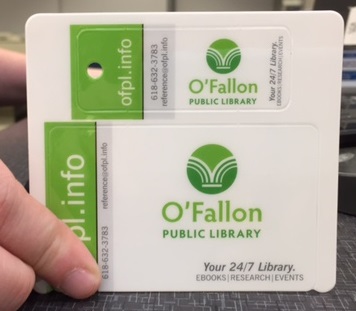 ofpl.info
618-632-3783
reference@ofpl.info
O'Fallon
PUBLIC LIBRARY
Your 24/7 Library.
EBOOKS|RESEARCH|EVENTS
pl.info
618-632-3783
reference@ofpl.info
O'Fallon
PUBLIC LIBRARY
Your 24/7 Library.
EBOOKS|RESEARCH|EVENTS